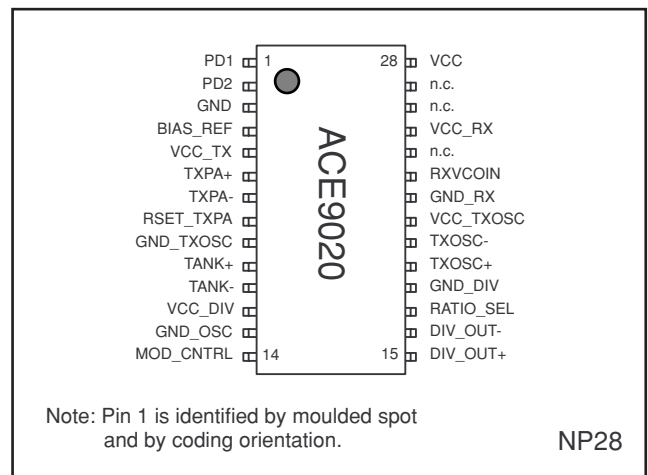 PD1 1 28 VCC
PD2 n.c.
GND n.c.
BIAS_REF VCC_RX
VCC_TX n.c.
TXPA+ RXVCOIN
TXPA- GND_RX
RSET_TXPA VCC_TXOSC
GND_TXOSC TXOSC-
TANK+ TXOSC+
TANK- GND_DIV
VCC_DIV RATIO_SEL
GND_OSC DIV_OUT-
MOD_CNTRL 14 15 DIV_OUT+
ACE9020
Note: Pin 1 is identified by moulded spot
and by coding orientation.
NP28